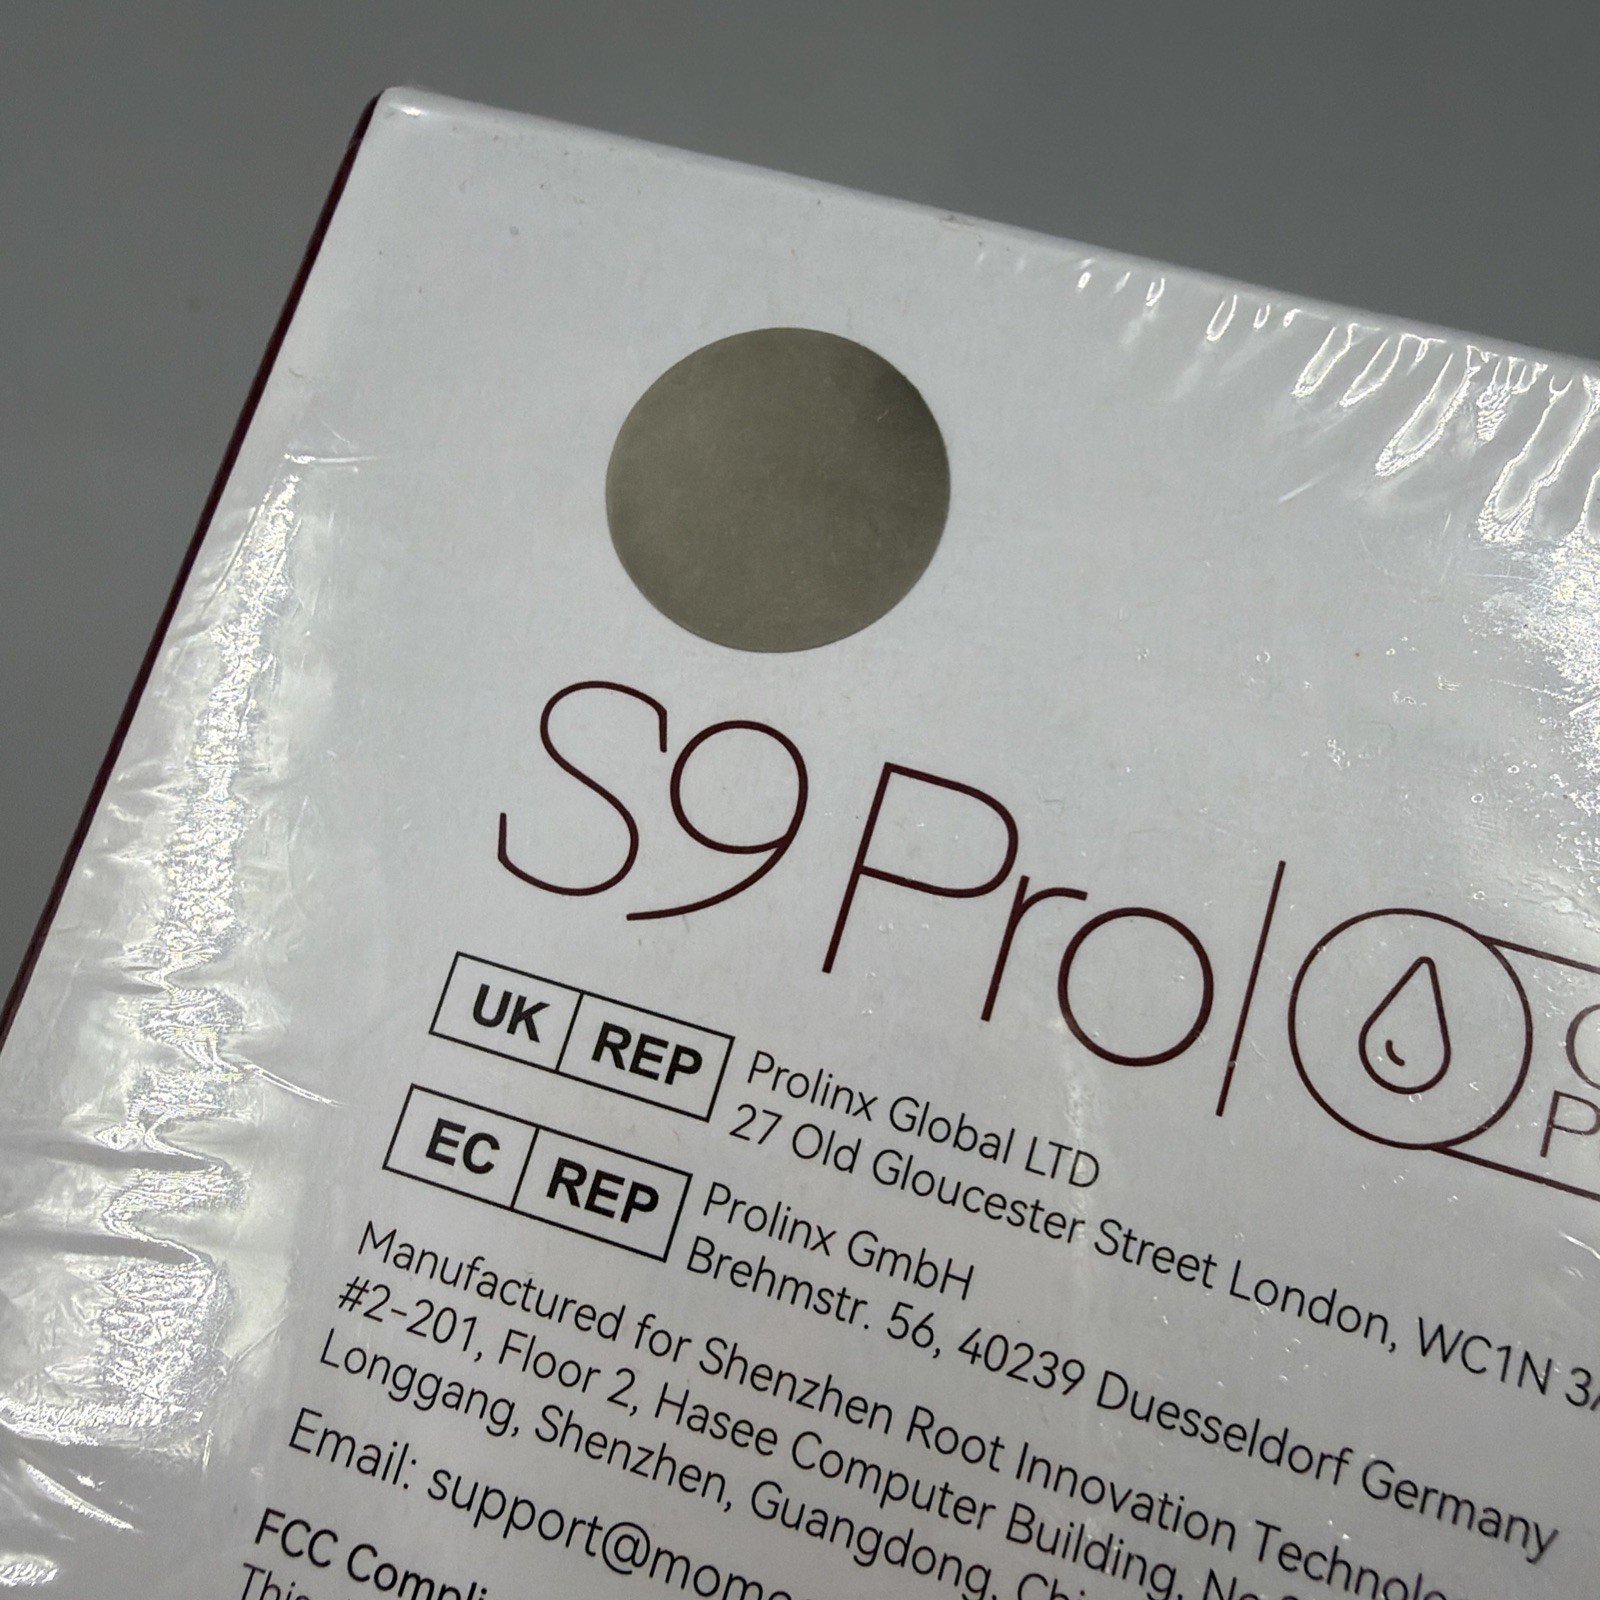 S9 Pro
UK REP
Prolinx Global LTD
27 Old Gloucester Street London, WC1N
EC REP
Prolinx GmbH
Brehmstr. 56, 40239 Duesseldorf Germany
Manufactured for Shenzhen Root Innovation
#2-201, Floor 2, Hasee Computer Building,
Longgang, Shenzhen, Guangdong,
Email:
FCC
This